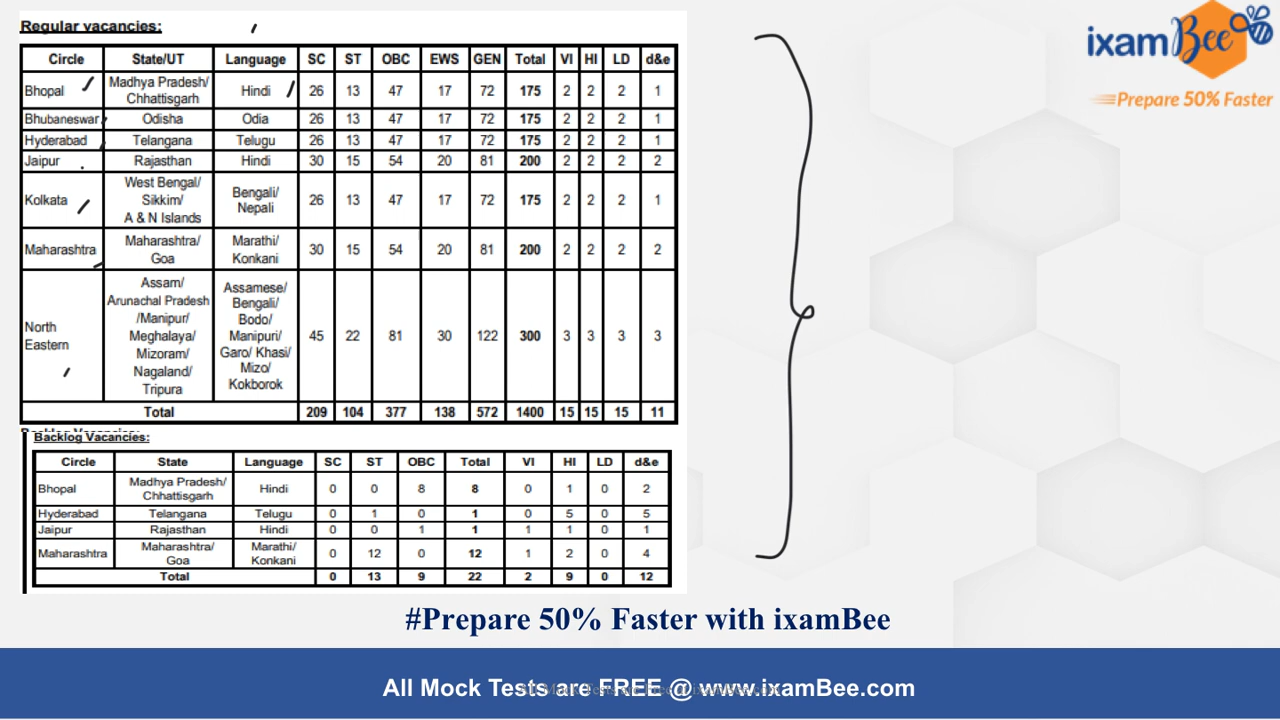 Regular vacancies:
Circle State/UT Language SC ST OBC EWS GEN Total VI HI LD d&e
Bhopal Madhya Pradesh/ Chhattisgarh Hindi 26 13 47 17 72 175 2 2 2 1
Bhubaneswar Odisha Odia 26 13 47 17 72 175 2 2 2 1
Hyderabad Telangana Telugu 26 13 47 17 72 175 2 2 2 1
Jaipur Rajasthan Hindi 30 15 54 20 81 200 2 2 2 2
Kolkata West Bengal/ Sikkim/ A & N Islands Bengali/ Nepali 26 13 47 17 72 175 2 2 2 1
Maharashtra Maharashtra/ Goa Marathi/ Konkani 30 15 54 20 81 200 2 2 2 2
North Eastern Assam/ Arunachal Pradesh /Manipur/ Meghalaya/ Mizoram/ Nagaland/ Tripura Assamese/ Bengali/ Bodo/ Manipuri/ Garo/ Khasi/ Mizo/ Kokborok 45 22 81 30 122 300 3 3 3 3
Total 209 104 377 138 572 1400 15 15 15 11
Backlog Vacancies:
Circle State Language SC ST OBC Total VI HI LD d&e
Bhopal Madhya Pradesh/ Chhattisgarh Hindi 0 0 8 8 0 1 0 2
Hyderabad Telangana Telugu 0 1 0 1 0 5 0 5
Jaipur Rajasthan Hindi 0 0 1 1 1 1 0 1
Maharashtra Maharashtra/ Goa Marathi/ Konkani 0 12 0 12 1 2 0 4
Total 0 13 9 22 2 9 0 12
ixamBee
Prepare 50% Faster
#Prepare 50% Faster with ixamBee
All Mock Tests are FREE @ www.ixamBee.com